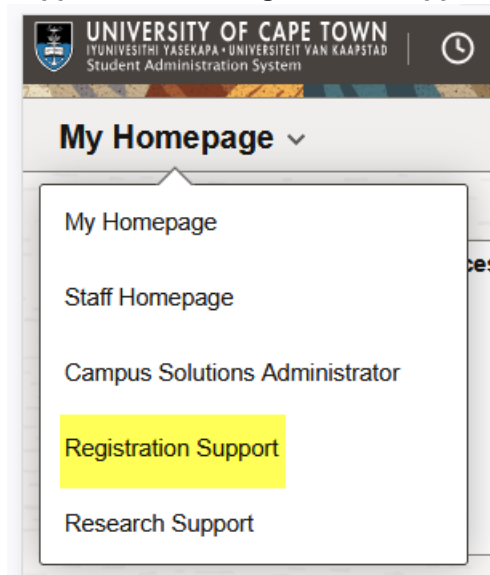 UNIVERSITY OF CAPE TOWN
IYUNIVESITHI YASEKAPA • UNIVERSITEIT VAN KAAPSTAD
Student Administration System
My Homepage
My Homepage
Staff Homepage
Campus Solutions Administrator
Registration Support
Research Support